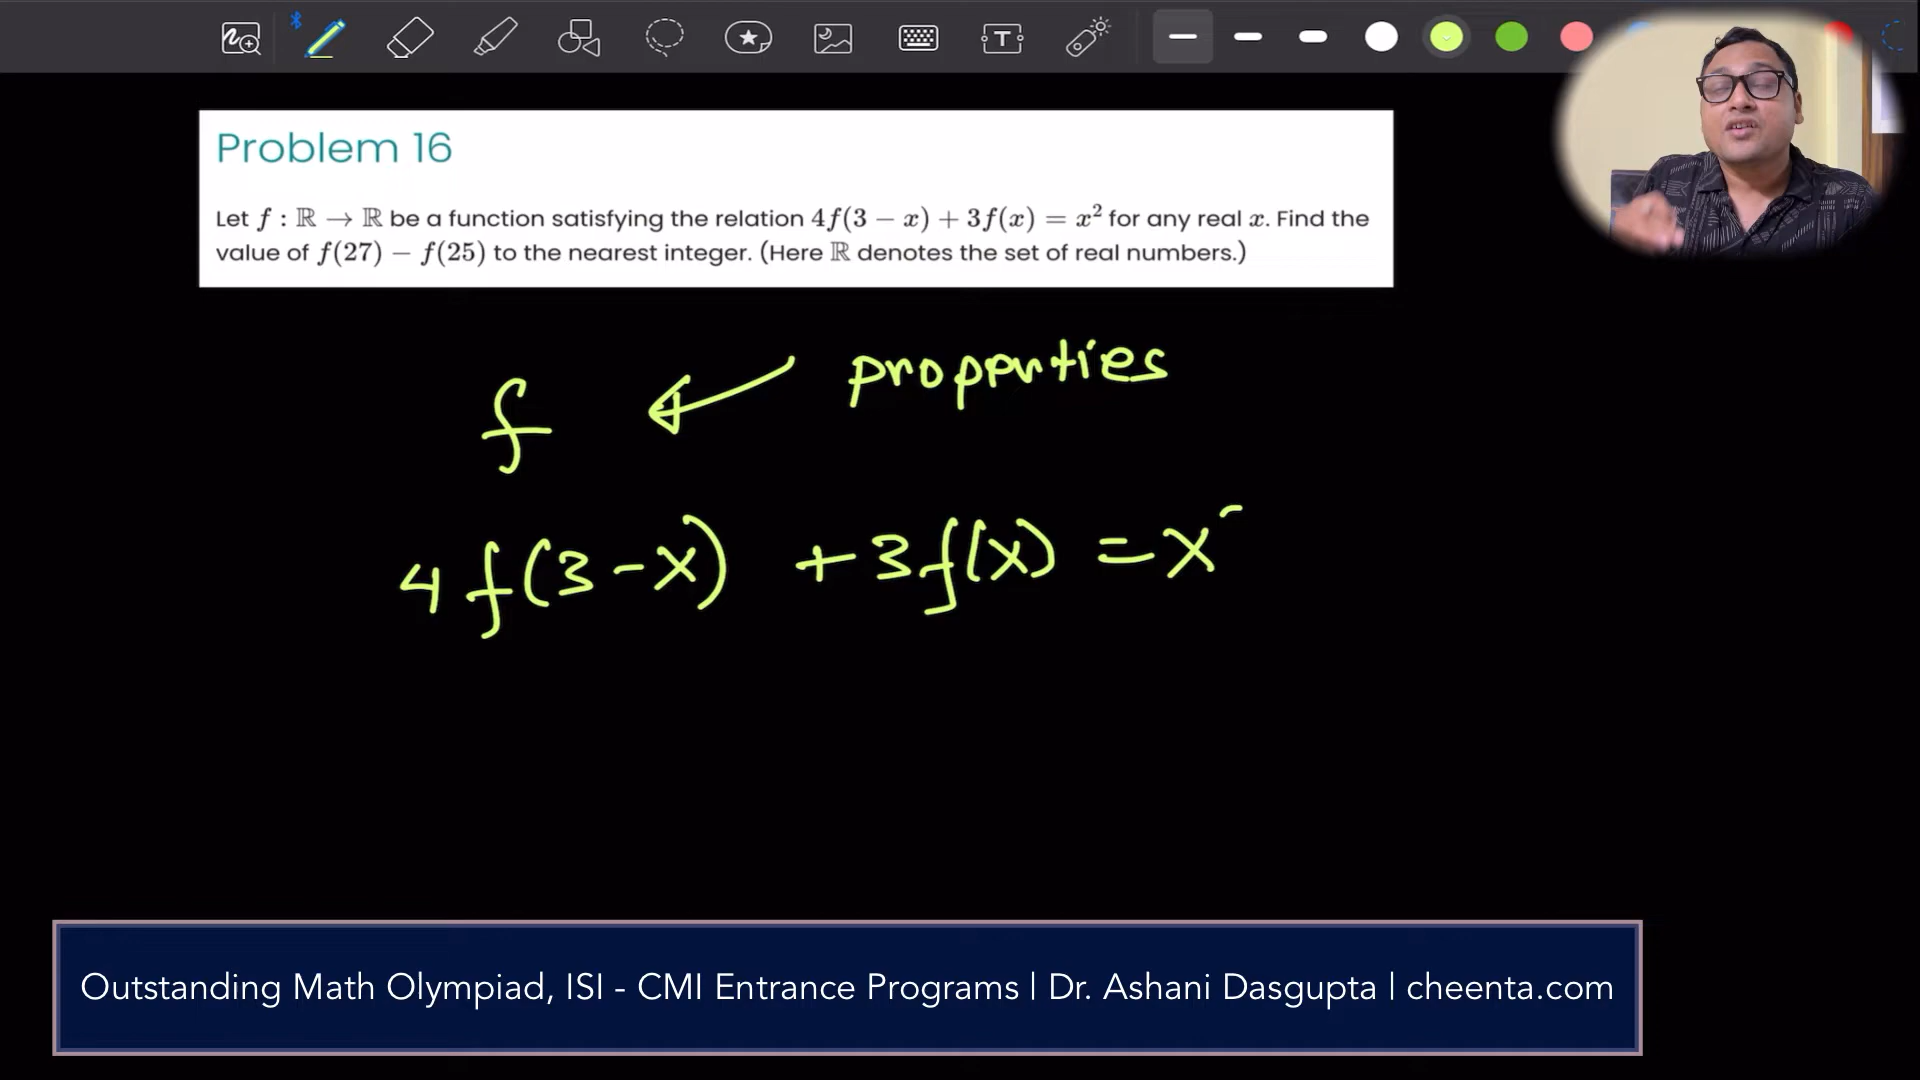 Problem 16
Let f : ℝ → ℝ be a function satisfying the relation 4f(3 − x) + 3f(x) = x² for any real x. Find the
value of f(27) − f(25) to the nearest integer. (Here ℝ denotes the set of real numbers.)
f properties
4f(3-x) +3f(x) =x
Outstanding Math Olympiad, ISI - CMI Entrance Programs | Dr. Ashani Dasgupta | cheenta.com